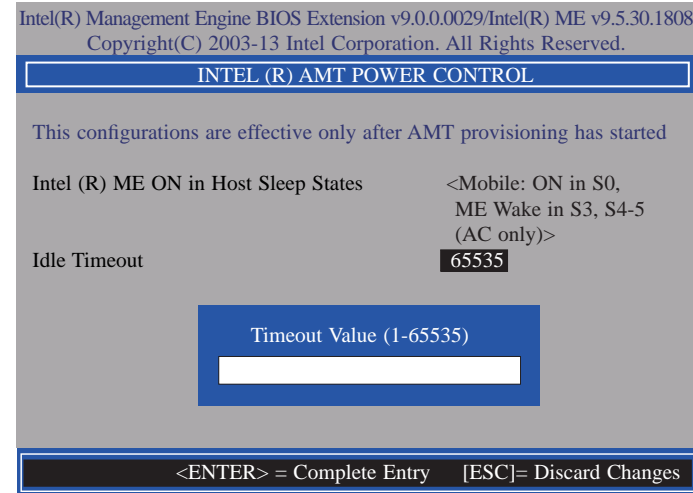 Intel(R) Management Engine BIOS Extension v9.0.0.0029/Intel(R) ME v9.5.30.1808
Copyright(C) 2003-13 Intel Corporation. All Rights Reserved.
INTEL (R) AMT POWER CONTROL
This configurations are effective only after AMT provisioning has started
Intel (R) ME ON in Host Sleep States <Mobile: ON in S0,
ME Wake in S3, S4-5
(AC only)>
Idle Timeout 65535
Timeout Value (1-65535)
<ENTER> = Complete Entry [ESC]= Discard Changes